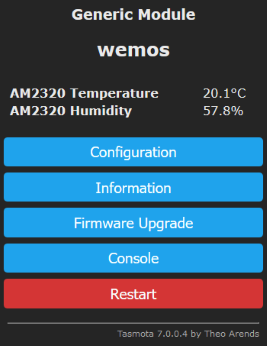 Generic Module
wemos
AM2320 Temperature 20.1°C
AM2320 Humidity 57.8%
Configuration
Information
Firmware Upgrade
Console
Restart
Tasmota 7.0.0.4 by Theo Arends